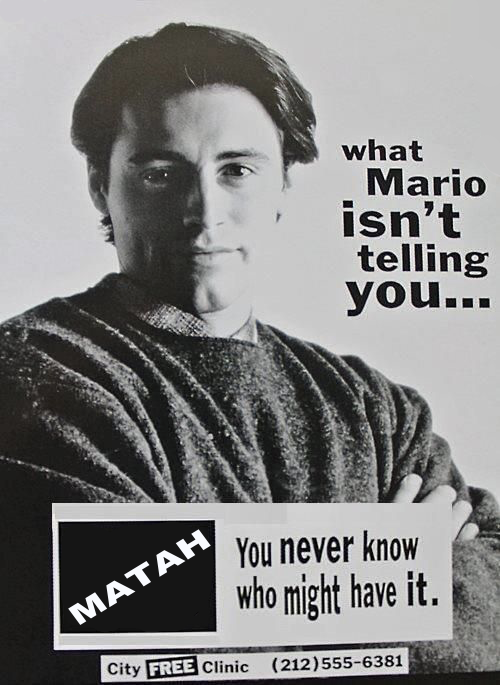 what
Mario
isn't
telling
you...
MATAH
You never know
who might have it.
City FREE Clinic (212)555-6381